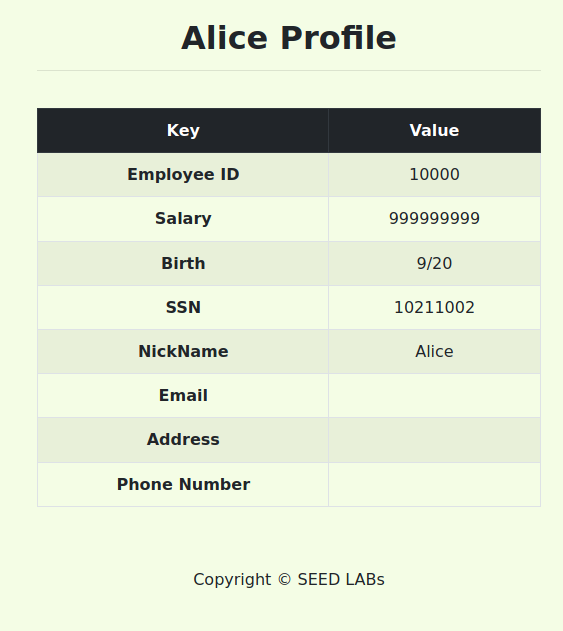 Alice Profile
Key Value
Employee ID 10000
Salary 999999999
Birth 9/20
SSN 10211002
NickName Alice
Email
Address
Phone Number
Copyright © SEED LABs